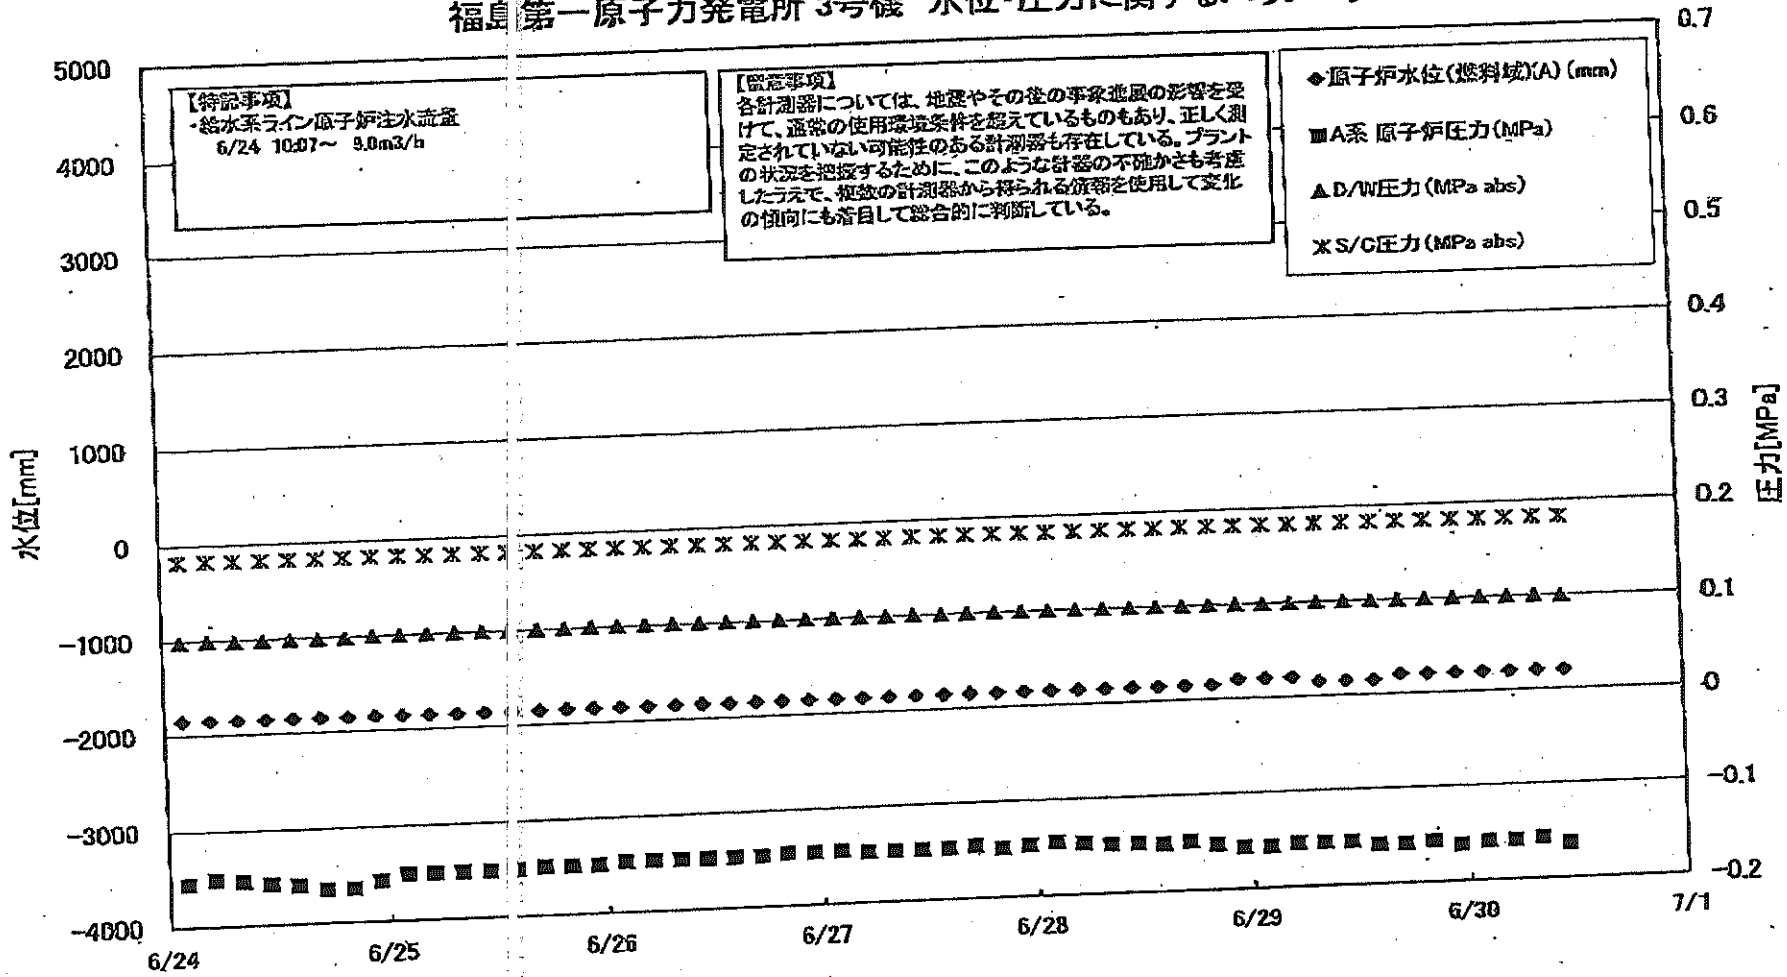 福島第一原子力発電所 3号機 水位・圧力に関する
【特記事項】
・給水系ライン原子炉注水流量
6/24 10:07～ 9.0m3/h
【留意事項】
各計測器については、地震やその後の事象進展の影響を受
けて、通常の使用環境条件を超えているものもあり、正しく測
定されていない可能性のある計測器も存在している。プラント
の状況を把握するために、このような計器の不確かさも考慮
したうえで、複数の計測器から得られる情報を使用して変化
の傾向にも着目して総合的に判断している。
原子炉水位(燃料域)(A)(mm)
A系 原子炉圧力(MPa)
D/W圧力(MPa abs)
S/C圧力(MPa abs)
水位[mm]
5000
4000
3000
2000
1000
0
-1000
-2000
-3000
-4000
圧力[MPa]
0.7
0.6
0.5
0.4
0.3
0.2
0.1
0
-0.1
-0.2
6/24
6/25
6/26
6/27
6/28
6/29
6/30
7/1